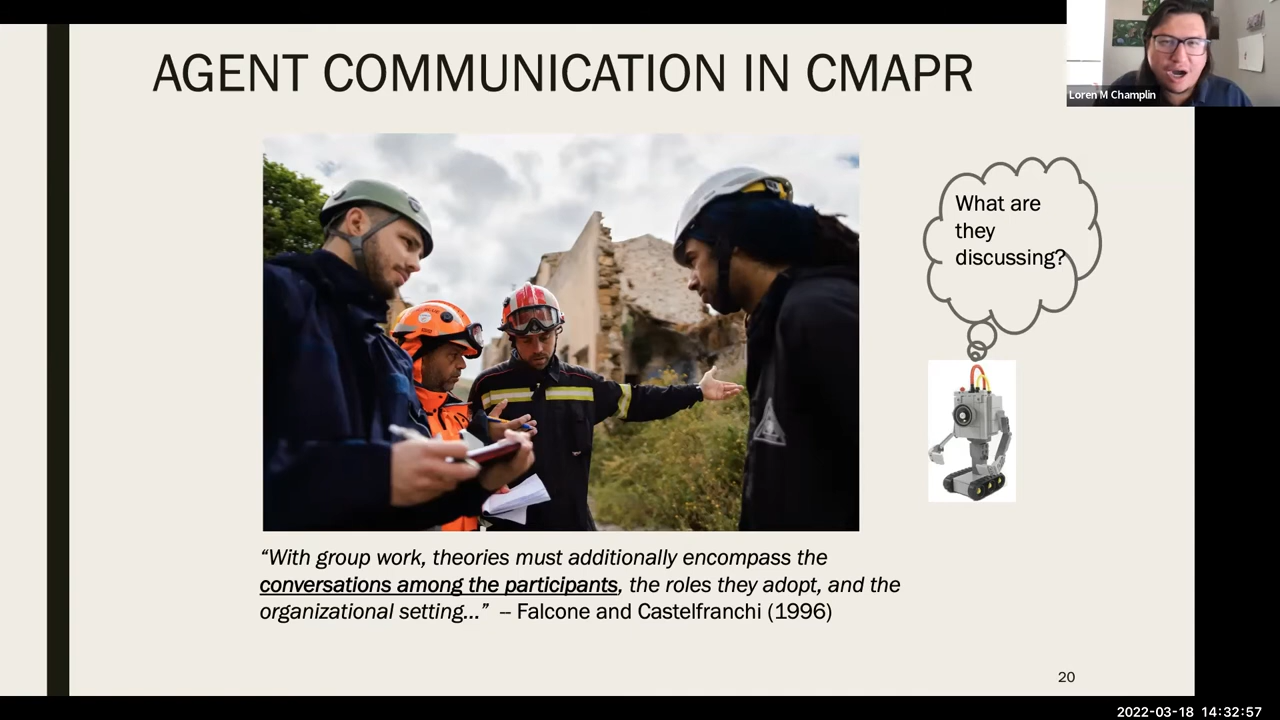 AGENT COMMUNICATION IN CMAPR
Loren M Champlin
What are
they
discussing?
“With group work, theories must additionally encompass the
conversations among the participants, the roles they adopt, and the
organizational setting...” -- Falcone and Castelfranchi (1996)
20
2022-03-18 14:32:57